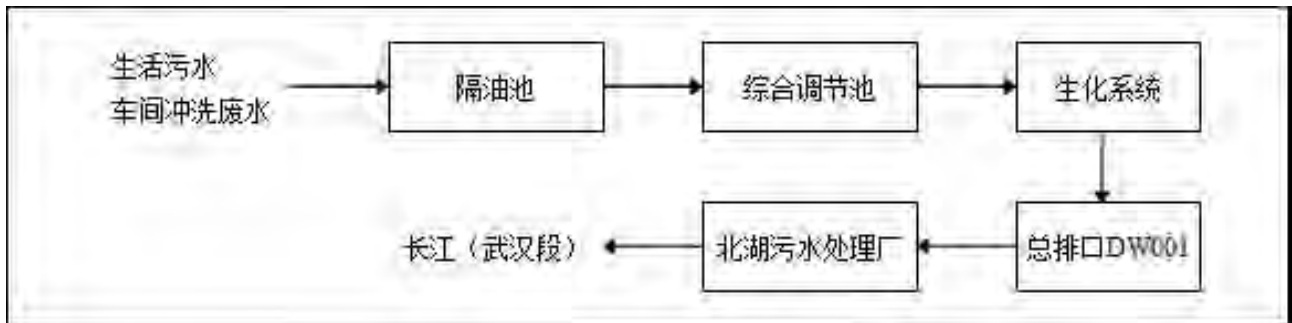 生活污水
车间冲洗废水
隔油池
综合调节池
生化系统
总排口DW001
北湖污水处理厂
长江（武汉段）